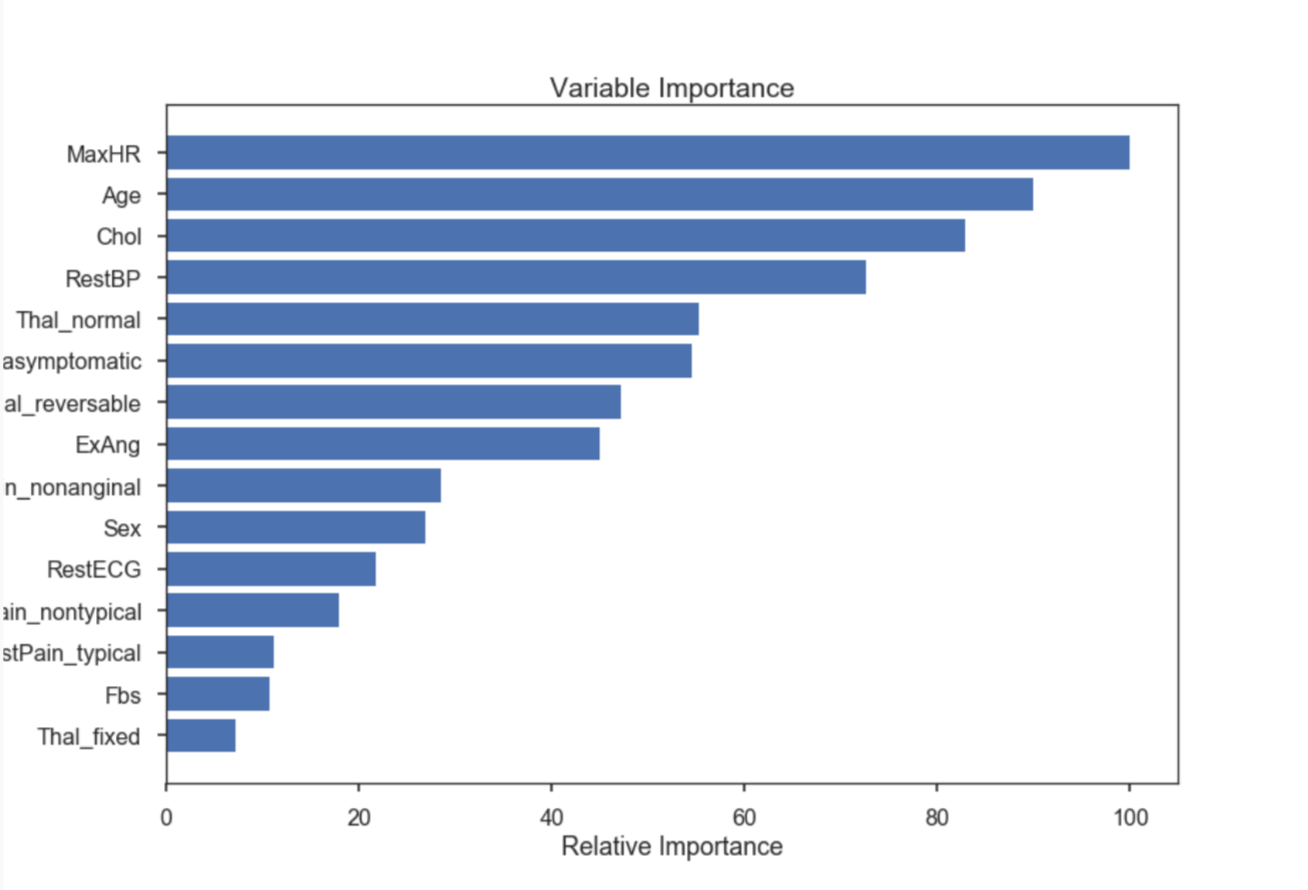 Variable Importance
MaxHR
Age
Chol
RestBP
Thal_normal
asymptomatic
al_reversable
ExAng
n_nonanginal
Sex
RestECG
ain_nontypical
stPain_typical
Fbs
Thal_fixed
0 20 40 60 80 100
Relative Importance